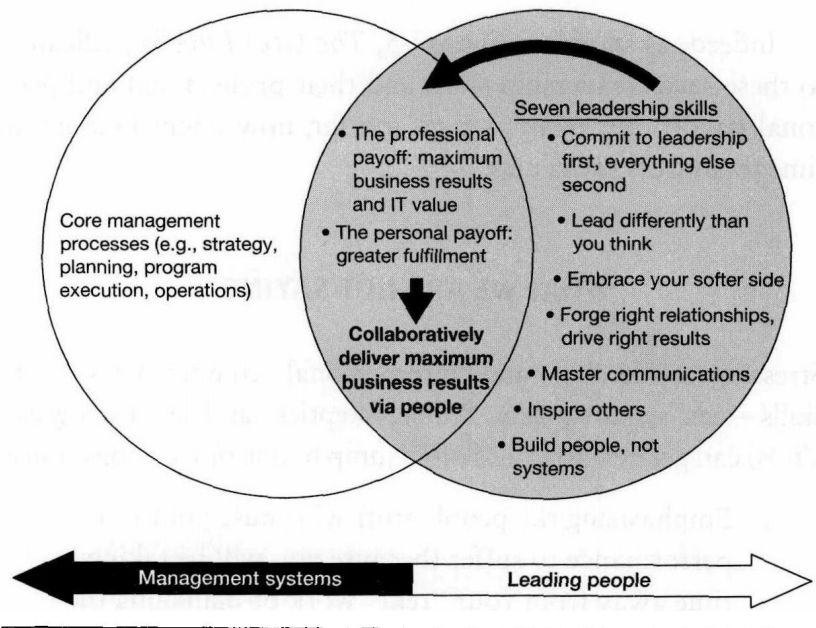 Seven leadership skills
• Commit to leadership
first, everything else
second
• Lead differently than
you think
• Embrace your softer side
• Forge right relationships,
drive right results
• Master communications
• Inspire others
• Build people, not
systems
• The professional
payoff: maximum
business results
and IT value
• The personal payoff:
greater fulfillment
Collaboratively
deliver maximum
business results
via people
Core management
processes (e.g., strategy,
planning, program
execution, operations)
Management systems
Leading people